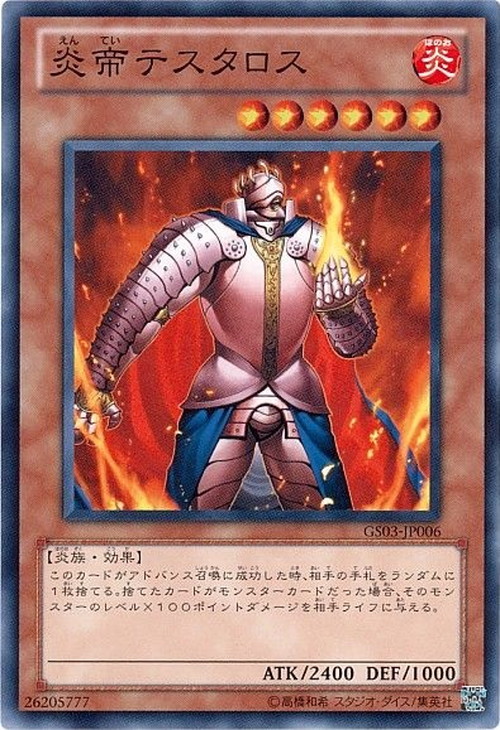 炎帝テスタロス
炎
GS03-JP006
【炎族・効果】
このカードがアドバンス召喚に成功した時、相手の手札をランダムに
1枚捨てる。捨てたカードがモンスターカードだった場合、そのモン
スターのレベル×100ポイントダメージを相手ライフに与える。
ATK/2400 DEF/1000
26205777
©高橋和希 スタジオ・ダイス/集英社